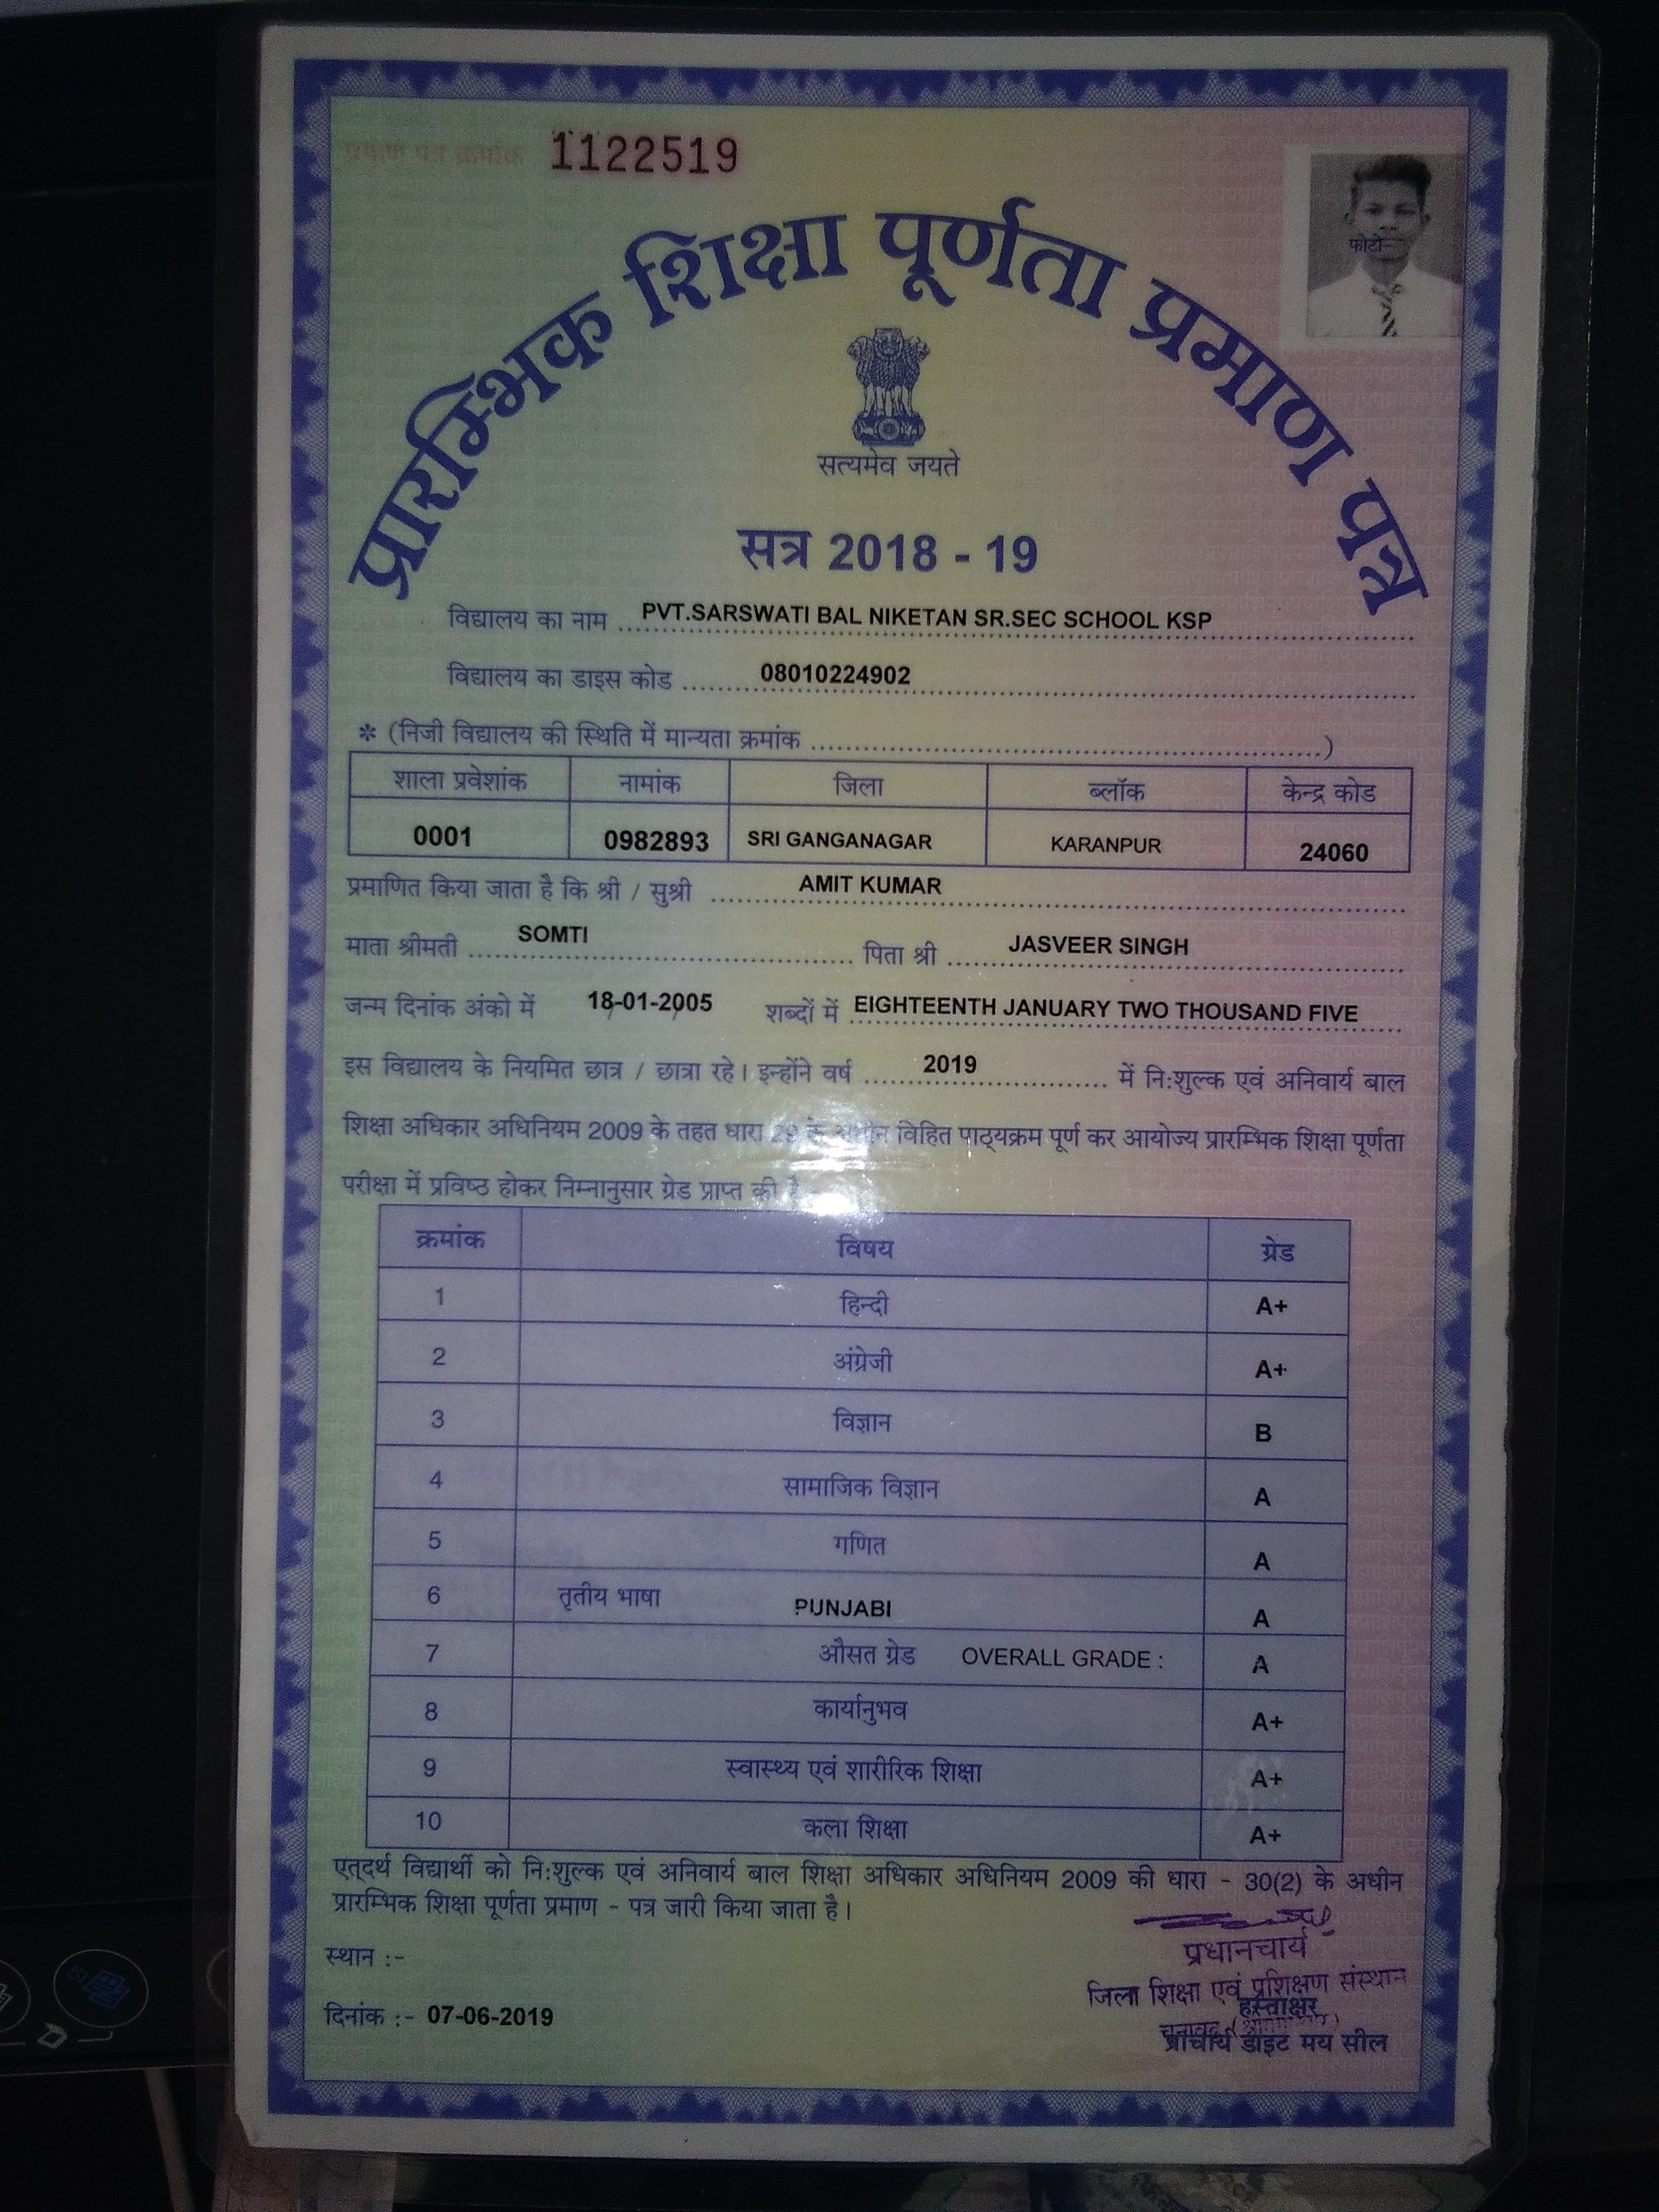 प्रमाण पत्र क्रमांक 1122519
फोटो
प्रारम्भिक शिक्षा पूर्णता प्रमाण पत्र
सत्यमेव जयते
सत्र 2018 - 19
विद्यालय का नाम PVT.SARSWATI BAL NIKETAN SR.SEC SCHOOL KSP
विद्यालय का डाइस कोड 08010224902
* (निजी विद्यालय की स्थिति में मान्यता क्रमांक )
शाला प्रवेशांक नामांक जिला ब्लॉक केन्द्र कोड
0001 0982893 SRI GANGANAGAR KARANPUR 24060
प्रमाणित किया जाता है कि श्री / सुश्री AMIT KUMAR
माता श्रीमती SOMTI पिता श्री JASVEER SINGH
जन्म दिनांक अंको में 18-01-2005 शब्दों में EIGHTEENTH JANUARY TWO THOUSAND FIVE
इस विद्यालय के नियमित छात्र / छात्रा रहे। इन्होंने वर्ष 2019 में नि:शुल्क एवं अनिवार्य बाल
शिक्षा अधिकार अधिनियम 2009 के तहत धारा 29 के अधीन विहित पाठ्यक्रम पूर्ण कर आयोज्य प्रारम्भिक शिक्षा पूर्णता
परीक्षा में प्रविष्ठ होकर निम्नानुसार ग्रेड प्राप्त की है
क्रमांक विषय ग्रेड
1 हिन्दी A+
2 अंग्रेजी A+
3 विज्ञान B
4 सामाजिक विज्ञान A
5 गणित A
6 तृतीय भाषा PUNJABI A
7 औसत ग्रेड OVERALL GRADE : A
8 कार्यानुभव A+
9 स्वास्थ्य एवं शारीरिक शिक्षा A+
10 कला शिक्षा A+
एत्दर्थ विद्यार्थी को नि:शुल्क एवं अनिवार्य बाल शिक्षा अधिकार अधिनियम 2009 की धारा - 30(2) के अधीन
प्रारम्भिक शिक्षा पूर्णता प्रमाण - पत्र जारी किया जाता है।
प्रधानचार्य
स्थान :-
जिला शिक्षा एवं प्रशिक्षण संस्थान
हस्ताक्षर
दिनांक :- 07-06-2019
प्राचार्य डाइट मय सील